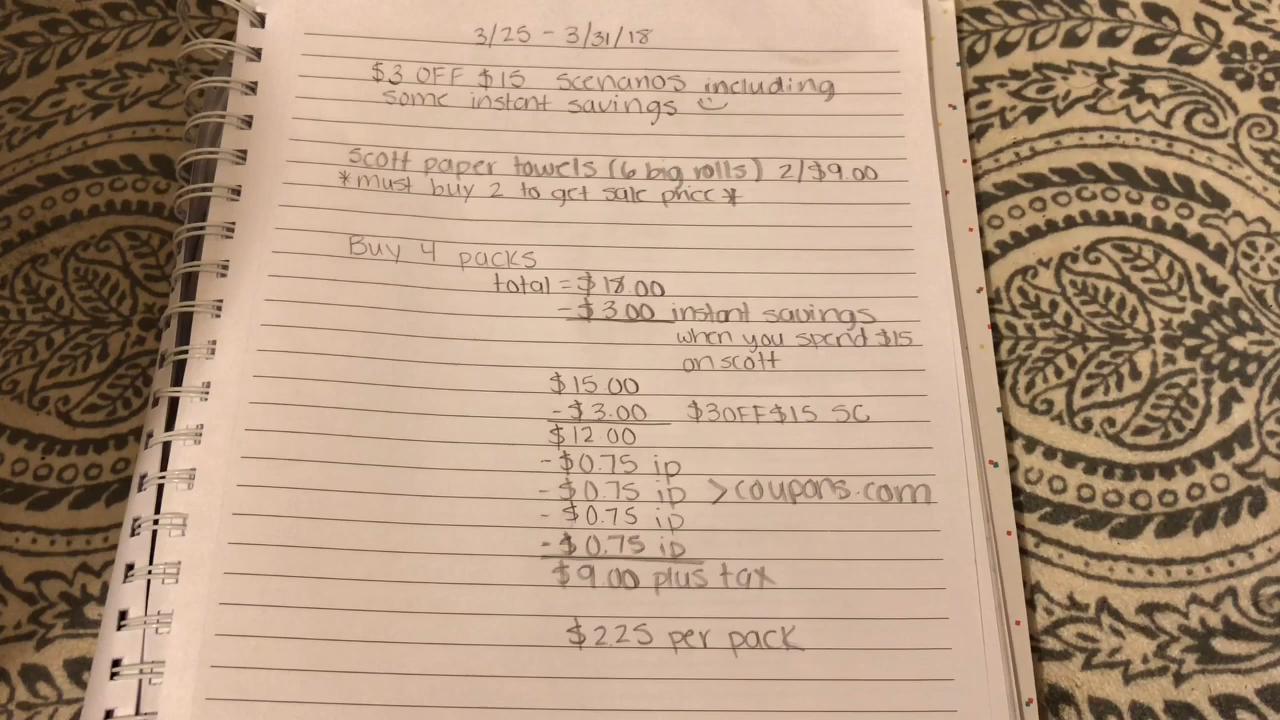 3/25 - 3/31/18
$3 OFF $15 scenarios including
some instant savings
scott paper towels (6 big rolls) 2/$9.00
*must buy 2 to get sale price*
Buy 4 packs
total = $18.00
- $3.00 instant savings
when you spend $15
on scott
$15.00
- $3.00 $3OFF$15 SC
$12.00
- $0.75 ip
- $0.75 ip >coupons.com
- $0.75 ip
- $0.75 ip
$9.00 plus tax
$2.25 per pack